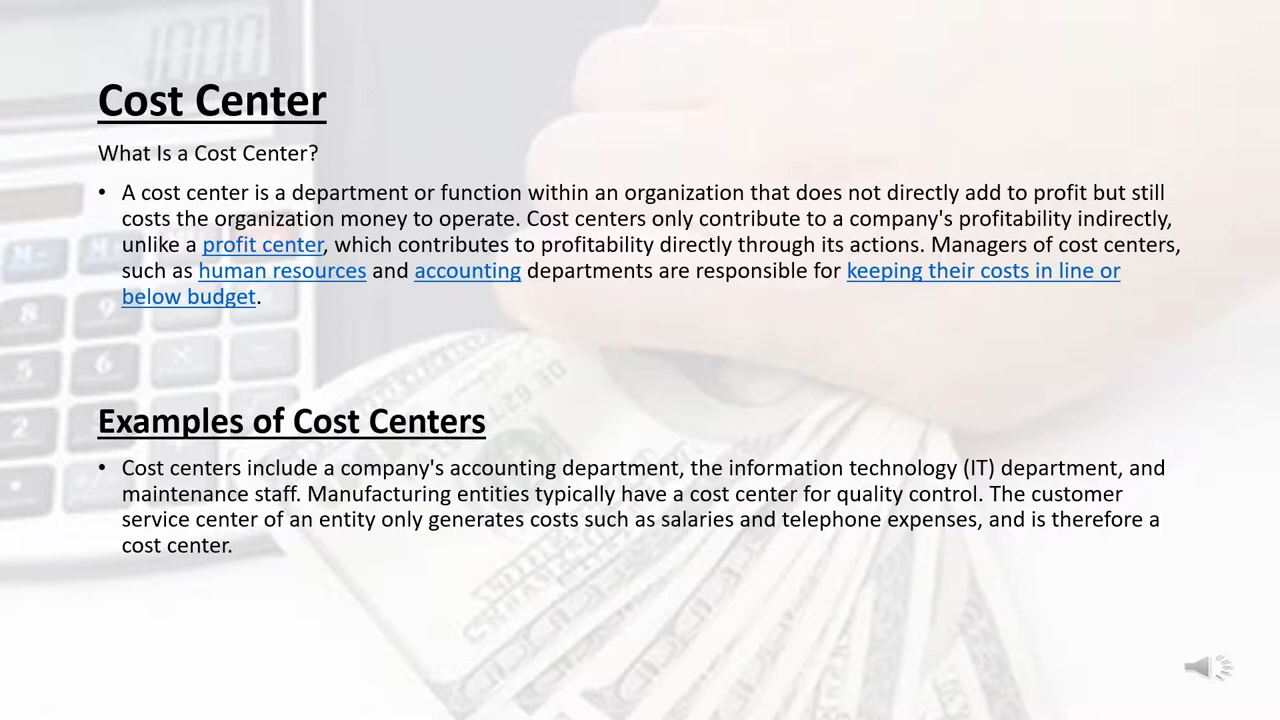 Cost Center
What Is a Cost Center?
• A cost center is a department or function within an organization that does not directly add to profit but still
costs the organization money to operate. Cost centers only contribute to a company's profitability indirectly,
unlike a profit center, which contributes to profitability directly through its actions. Managers of cost centers,
such as human resources and accounting departments are responsible for keeping their costs in line or
below budget.
Examples of Cost Centers
• Cost centers include a company's accounting department, the information technology (IT) department, and
maintenance staff. Manufacturing entities typically have a cost center for quality control. The customer
service center of an entity only generates costs such as salaries and telephone expenses, and is therefore a
cost center.